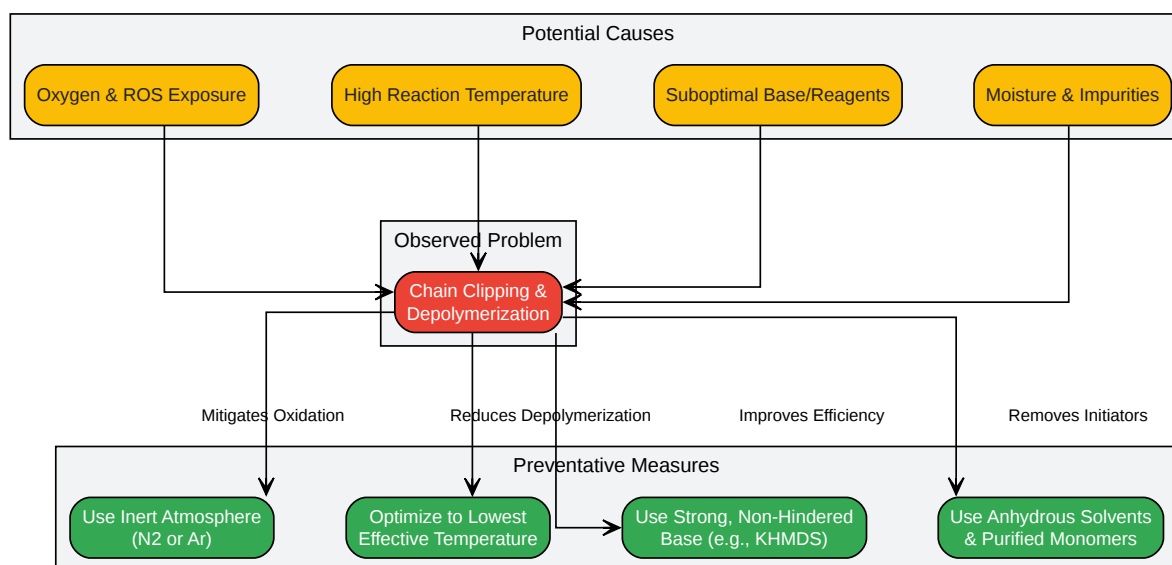 Potential Causes
Oxygen & ROS Exposure
High Reaction Temperature
Suboptimal Base/Reagents
Moisture & Impurities
Observed Problem
Chain Clipping &
Depolymerization
Mitigates Oxidation
Reduces Depolymerization
Improves Efficiency
Removes Initiators
Preventative Measures
Use Inert Atmosphere
(N2 or Ar)
Optimize to Lowest
Effective Temperature
Use Strong, Non-Hindered
Base (e.g., KHMDS)
Use Anhydrous Solvents
& Purified Monomers